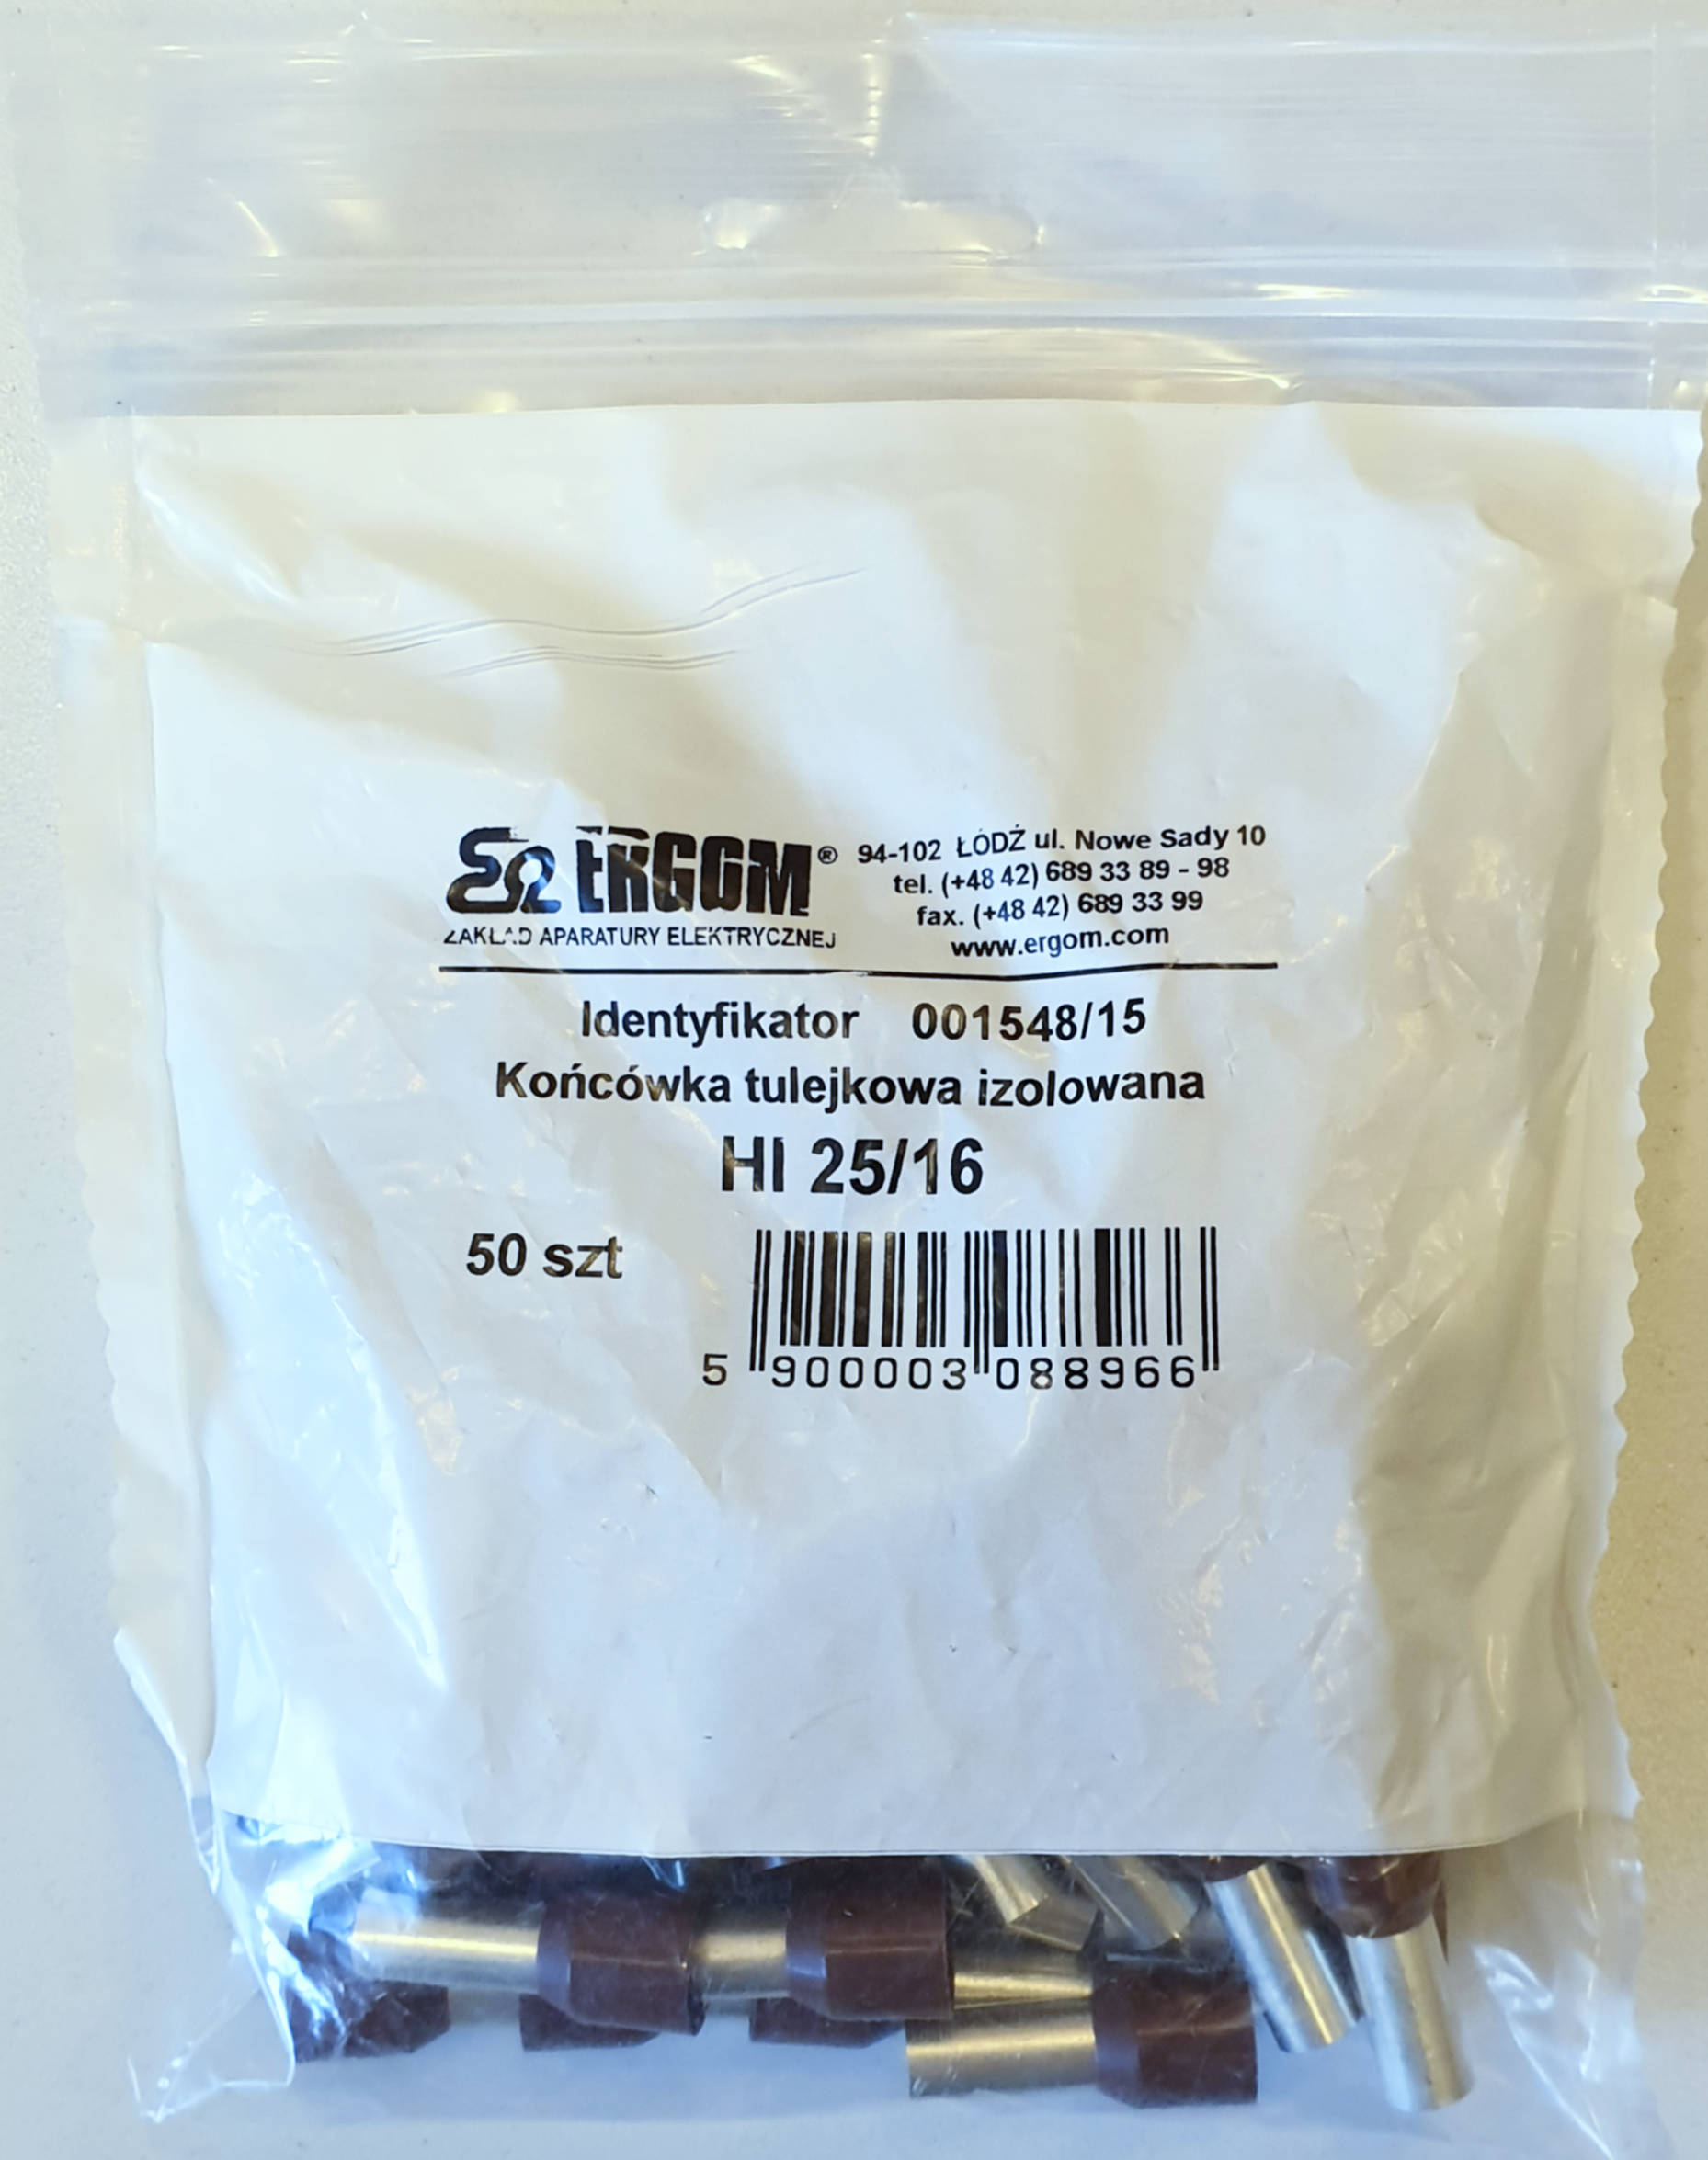 ERGOM®
ZAKŁAD APARATURY ELEKTRYCZNEJ
94-102 ŁÓDŹ ul. Nowe Sady 10
tel. (+48 42) 689 33 89 - 98
fax. (+48 42) 689 33 99
www.ergom.com
Identyfikator 001548/15
Końcówka tulejkowa izolowana
HI 25/16
50 szt
5 900003 088966